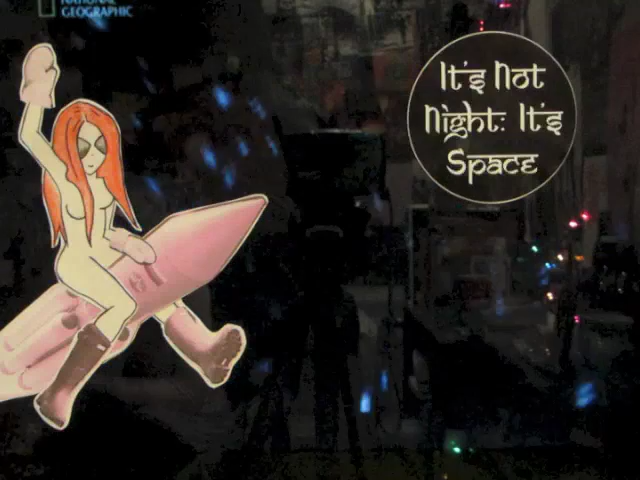 NATIONAL
GEOGRAPHIC
It's Not
Night: It's
Space